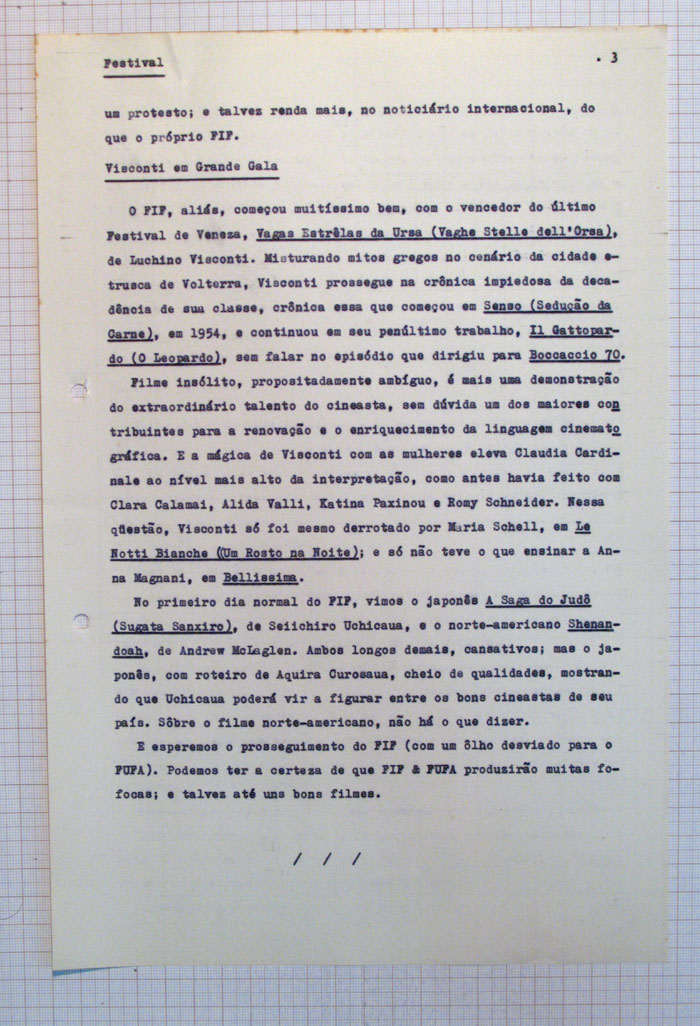 Festival
. 3
um protesto; e talvez renda mais, no noticiário internacional, do
que o próprio FIF.
Visconti em Grande Gala
O FIF, aliás, começou muitíssimo bem, com o vencedor do último
Festival de Veneza, Vagas Estrêlas da Ursa (Vaghe Stelle dell'Orsa),
de Luchino Visconti. Misturando mitos gregos no cenário da cidade e-
trusca de Volterra, Visconti prossegue na crônica impiedosa da deca-
dência de sua classe, crônica essa que começou em Senso (Sedução da
Carne), em 1954, e continuou em seu penúltimo trabalho, Il Gattopar-
do (O Leopardo), sem falar no episódio que dirigiu para Boccaccio 70.
Filme insólito, propositadamente ambíguo, é mais uma demonstração
do extraordinário talento do cineasta, sem dúvida um dos maiores con
tribuintes para a renovação e o enriquecimento da linguagem cinemato
gráfica. E a mágica de Visconti com as mulheres eleva Claudia Cardi-
nale ao nível mais alto da interpretação, como antes havia feito com
Clara Calamai, Alida Valli, Katina Paxinou e Romy Schneider. Nessa
qüestão, Visconti só foi mesmo derrotado por Maria Schell, em Le
Notti Bianche ((Um Rosto na Noite); e só não teve o que ensinar a An-
na Magnani, em Bellissima.
No primeiro dia normal do FIF, vimos o japonês A Saga do Judô
(Sugata Sanxiro), de Seiichiro Uchicaua, e o norte-americano Shenan-
doah, de Andrew McLaglen. Ambos longos demais, cansativos; mas o ja-
ponês, com roteiro de Aquira Curosaua, cheio de qualidades, mostran-
do que Uchicaua poderá vir a figurar entre os bons cineastas de seu
país. Sôbre o filme norte-americano, não há o que dizer.
E esperemos o prosseguimento do FIF (com um ôlho desviado para o
FUFA). Podemos ter a certeza de que FIF & FUFA produzirão muitas fo-
focas; e talvez até uns bons filmes.
/ / /